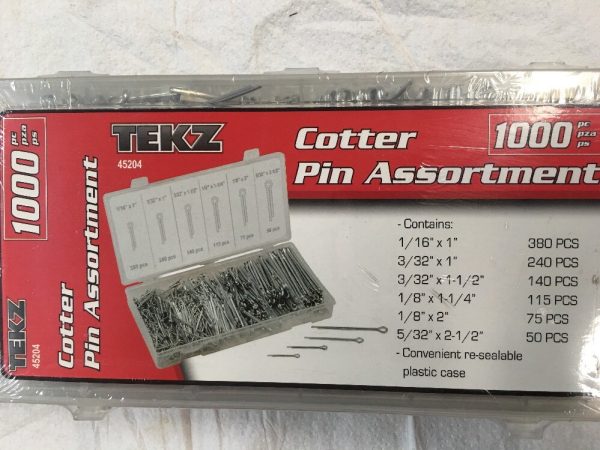 1000 pc
pza
ps
TEKZ
45204
Cotter
Pin Assortment
TEKZ
45204
Cotter
Pin Assortment
1000 pc
pza
ps
- Contains:
1/16" x 1" 380 PCS
3/32" x 1" 240 PCS
3/32" x 1-1/2" 140 PCS
1/8" x 1-1/4" 115 PCS
1/8" x 2" 75 PCS
5/32" x 2-1/2" 50 PCS
- Convenient re-sealable
plastic case